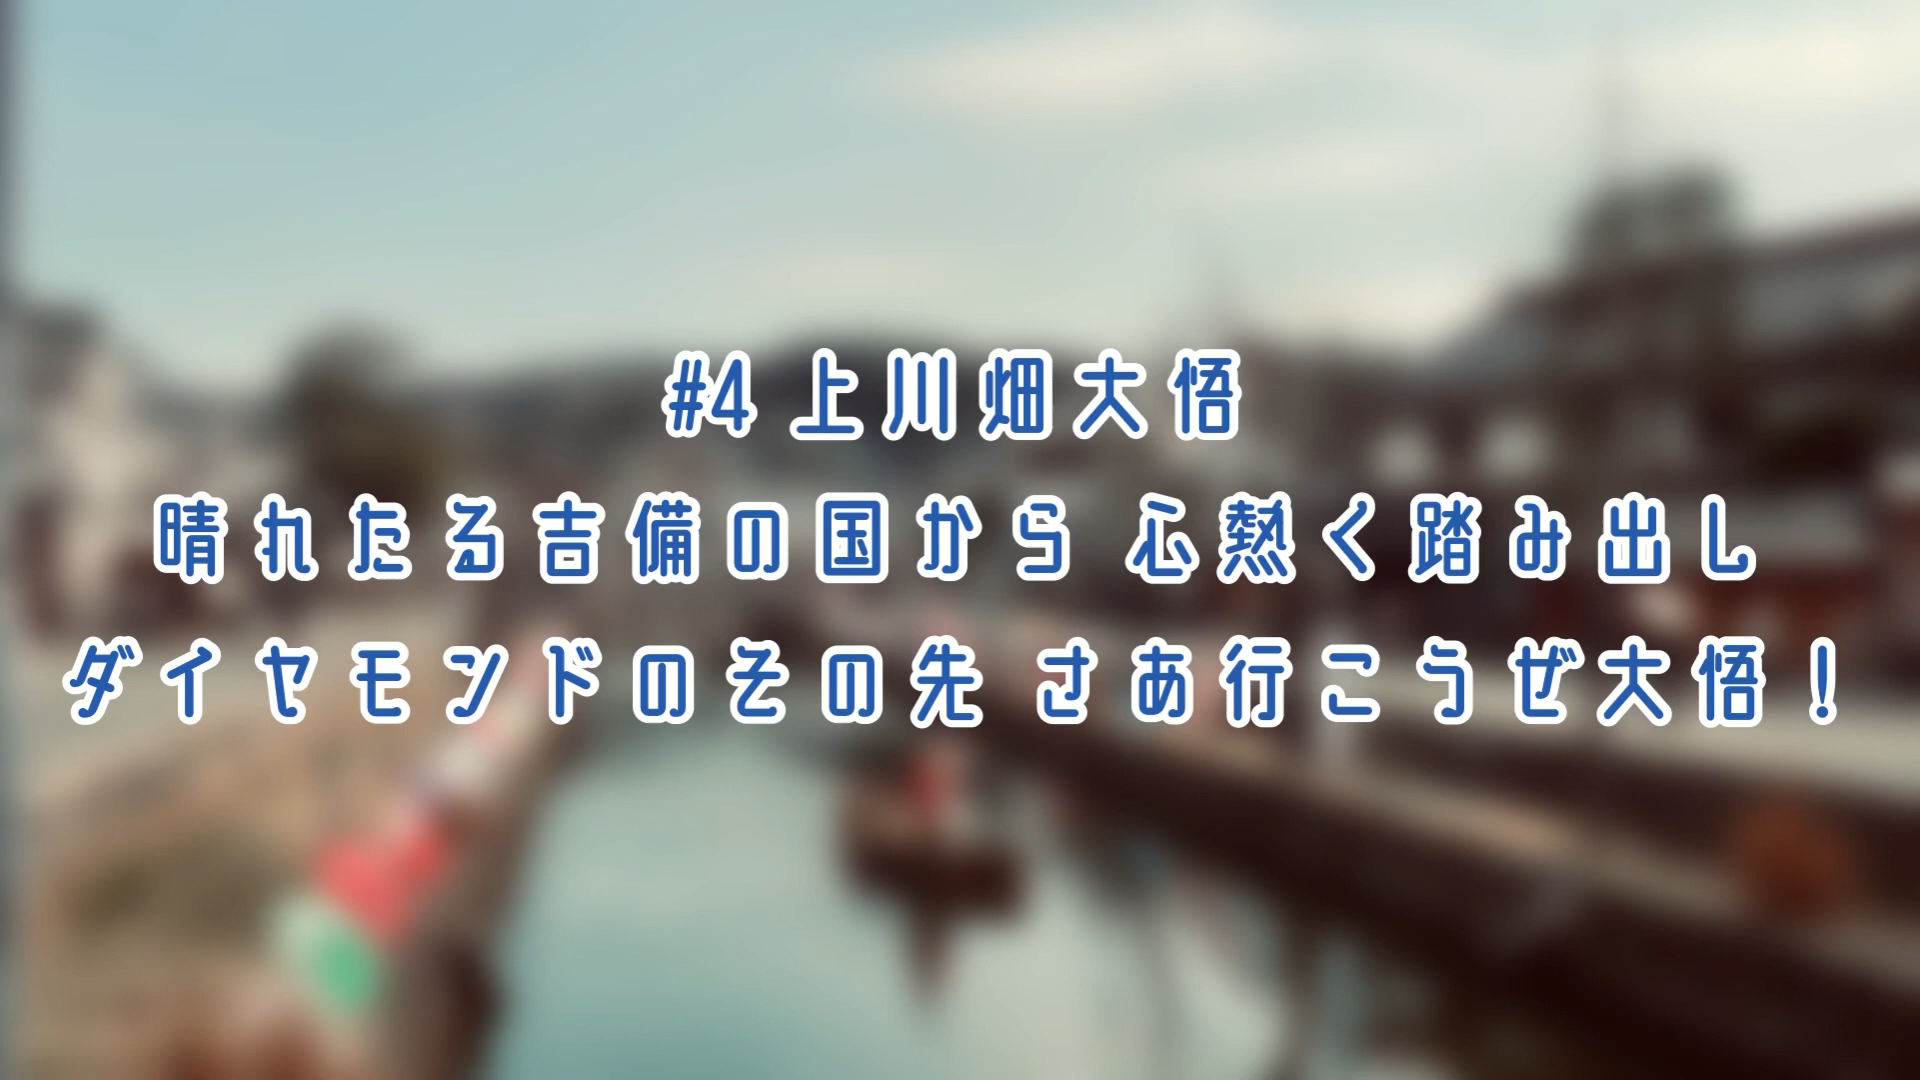 #4 上川畑大悟
晴れたる吉備の国から 心熱く踏み出し
ダイヤモンドのその先 さあ行こうぜ大悟！